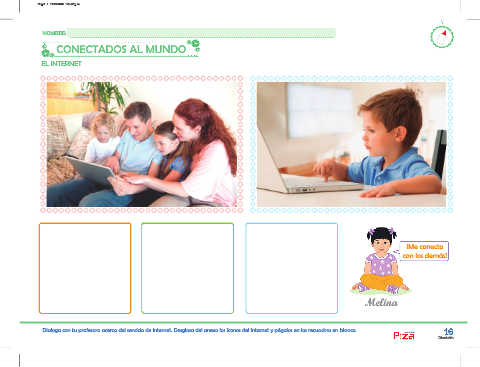 NOMBRE:
CONECTADOS AL MUNDO
EL INTERNET
¡Me conecto
con los demás!
Melina
Dialoga con tu profesora acerca del servicio de Internet. Desglosa del anexo los íconos del Internet y pégalos en los recuadros en blanco.
Pizza
16